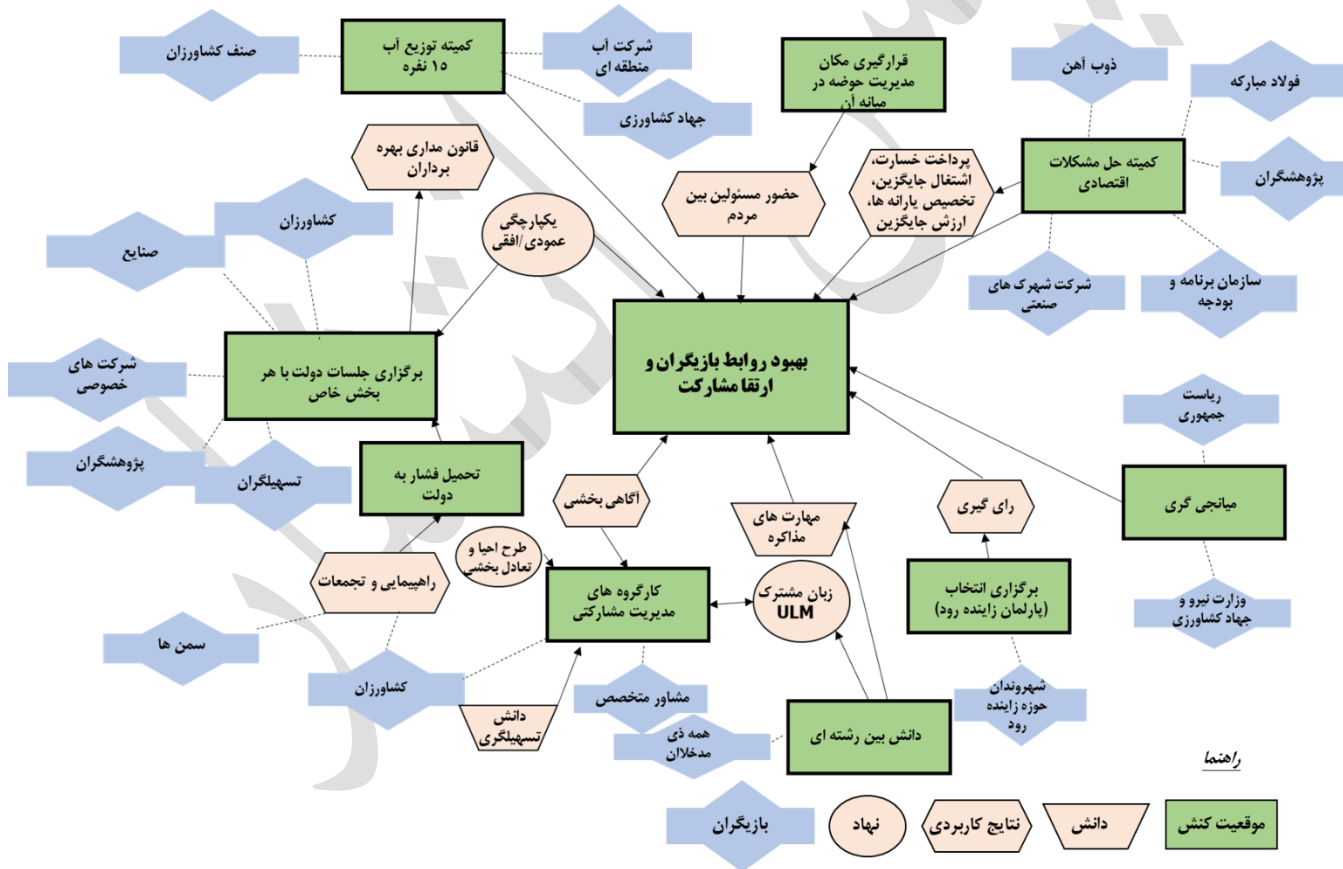 صنف کشاورزان
کمیته توزیع آب
۱۵ نفره
شرکت آب
منطقه ای
جهاد کشاورزی
قرارگیری مکان
مدیریت حوضه در
میانه آن
ذوب آهن
فولاد مبارکه
پژوهشگران
کمیته حل مشکلات
اقتصادی
پرداخت خسارت،
اشتغال جایگزین،
تخصیص یارانه ها،
ارزش جایگزین
حضور مسئولین بین
مردم
قانون مداری بهره
برداران
یکپارچگی
عمودی/افقی
کشاورزان
صنایع
شرکت شهرک های
صنعتی
سازمان برنامه و
بودجه
بهبود روابط بازیگران و
ارتقا مشارکت
برگزاری جلسات دولت با هر
بخش خاص
شرکت های
خصوصی
پژوهشگران
تسهیلگران
تحمیل فشار به
دولت
ریاست
جمهوری
میانجی گری
وزارت نیرو و
جهاد کشاورزی
رای گیری
مهارت های
مذاکره
آگاهی بخشی
طرح احیا و
تعادل بخشی
راهپیمایی و تجمعات
کارگروه های
مدیریت مشارکتی
زبان مشترک
ULM
برگزاری انتخاب
(پارلمان زاینده رود)
سمن ها
کشاورزان
مشاور متخصص
دانش
تسهیلگری
همه ذی
مدخلاان
دانش بین رشته ای
شهروندان
حوزه زاینده
رود
راهنما
موقعیت کنش
دانش
نتایج کاربردی
نهاد
بازیگران